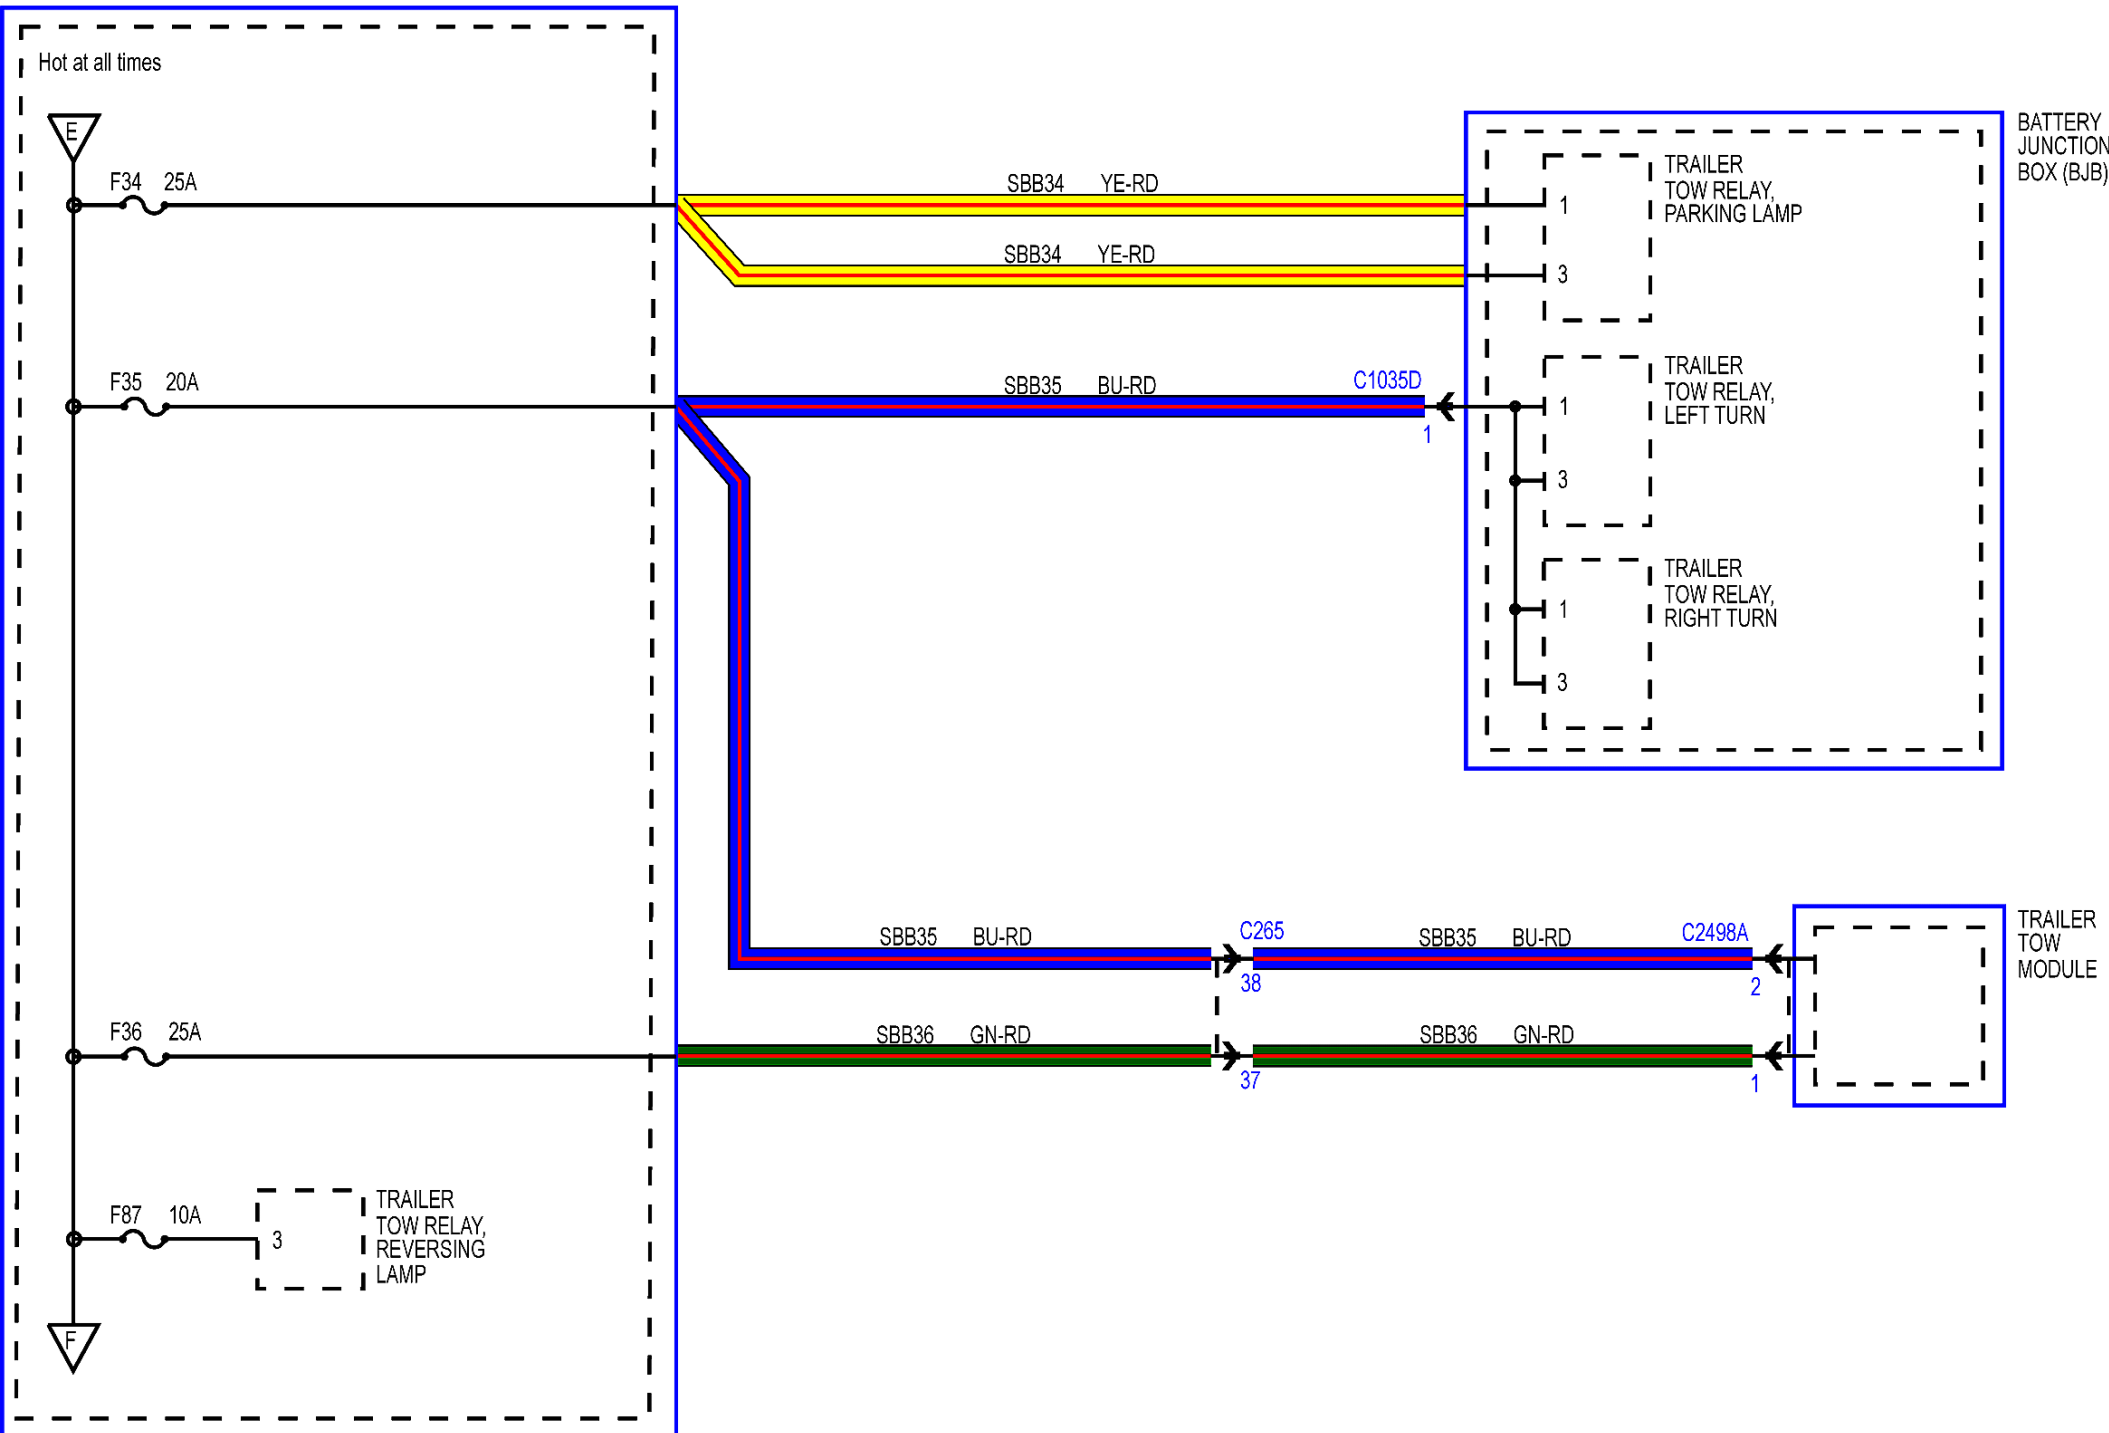 Hot at all times
E
F34 25A
SBB34 YE-RD
SBB34 YE-RD
BATTERY
JUNCTION
BOX (BJB)
TRAILER
TOW RELAY,
PARKING LAMP
1
3
F35 20A
SBB35 BU-RD
C1035D
1
TRAILER
TOW RELAY,
LEFT TURN
1
3
TRAILER
TOW RELAY,
RIGHT TURN
1
3
SBB35 BU-RD
C265
38
SBB35 BU-RD
C2498A
2
TRAILER
TOW
MODULE
F36 25A
SBB36 GN-RD
37
SBB36 GN-RD
1
F87 10A
3
TRAILER
TOW RELAY,
REVERSING
LAMP
F